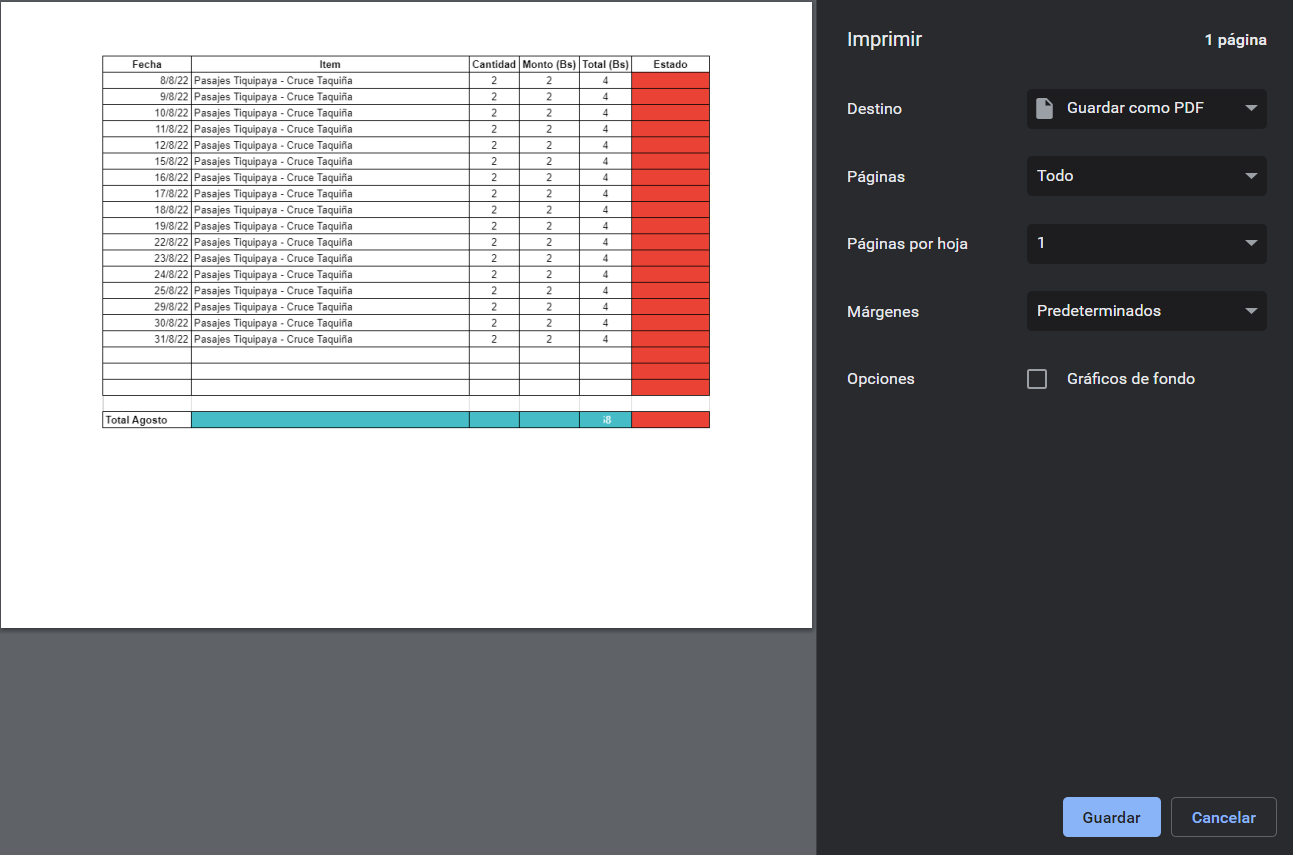 Fecha Item Cantidad Monto (Bs) Total (Bs) Estado
8/8/22 Pasajes Tiquipaya - Cruce Taquiña 2 2 4
9/8/22 Pasajes Tiquipaya - Cruce Taquiña 2 2 4
10/8/22 Pasajes Tiquipaya - Cruce Taquiña 2 2 4
11/8/22 Pasajes Tiquipaya - Cruce Taquiña 2 2 4
12/8/22 Pasajes Tiquipaya - Cruce Taquiña 2 2 4
15/8/22 Pasajes Tiquipaya - Cruce Taquiña 2 2 4
16/8/22 Pasajes Tiquipaya - Cruce Taquiña 2 2 4
17/8/22 Pasajes Tiquipaya - Cruce Taquiña 2 2 4
18/8/22 Pasajes Tiquipaya - Cruce Taquiña 2 2 4
19/8/22 Pasajes Tiquipaya - Cruce Taquiña 2 2 4
22/8/22 Pasajes Tiquipaya - Cruce Taquiña 2 2 4
23/8/22 Pasajes Tiquipaya - Cruce Taquiña 2 2 4
24/8/22 Pasajes Tiquipaya - Cruce Taquiña 2 2 4
25/8/22 Pasajes Tiquipaya - Cruce Taquiña 2 2 4
29/8/22 Pasajes Tiquipaya - Cruce Taquiña 2 2 4
30/8/22 Pasajes Tiquipaya - Cruce Taquiña 2 2 4
31/8/22 Pasajes Tiquipaya - Cruce Taquiña 2 2 4
Total Agosto 68
Imprimir 1 página
Destino Guardar como PDF
Páginas Todo
Páginas por hoja 1
Márgenes Predeterminados
Opciones Gráficos de fondo
Guardar Cancelar